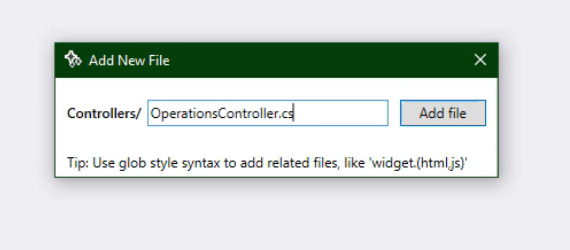 Add New File
Controllers/ OperationsController.cs Add file
Tip: Use glob style syntax to add related files, like 'widget.(html,js)'